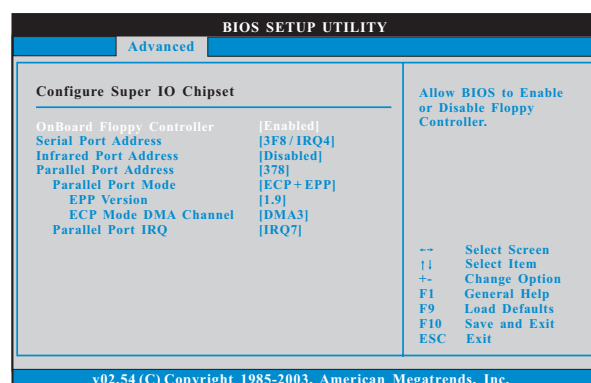 BIOS SETUP UTILITY
Advanced
Configure Super IO Chipset
OnBoard Floppy Controller [Enabled]
Serial Port Address [3F8 / IRQ4]
Infrared Port Address [Disabled]
Parallel Port Address [378]
Parallel Port Mode [ECP + EPP]
EPP Version [1.9]
ECP Mode DMA Channel [DMA3]
Parallel Port IRQ [IRQ7]
Allow BIOS to Enable
or Disable Floppy
Controller.
←→ Select Screen
↑↓ Select Item
+- Change Option
F1 General Help
F9 Load Defaults
F10 Save and Exit
ESC Exit
v02.54 (C) Copyright 1985-2003, American Megatrends, Inc.